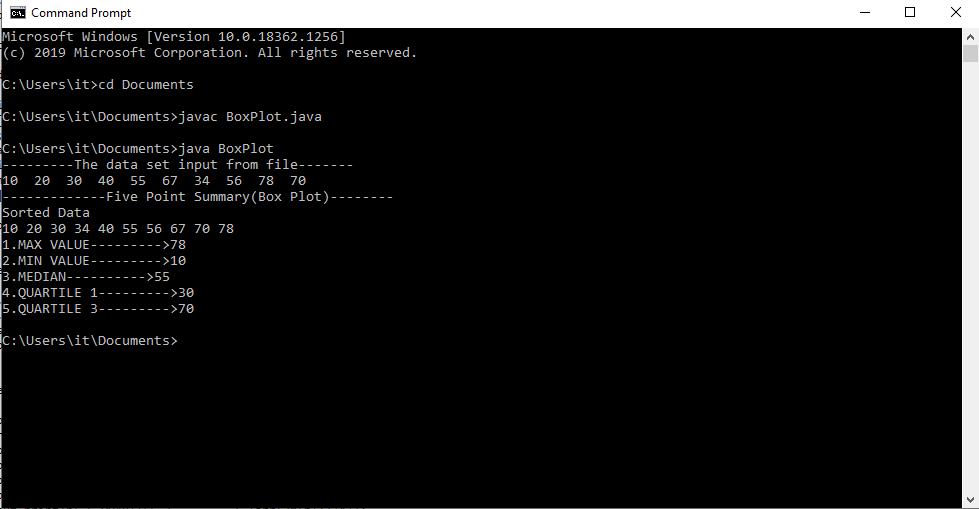 Command Prompt
Microsoft Windows [Version 10.0.18362.1256]
(c) 2019 Microsoft Corporation. All rights reserved.
C:\Users\it>cd Documents
C:\Users\it\Documents>javac BoxPlot.java
C:\Users\it\Documents>java BoxPlot
---------The data set input from file-------
10  20  30  40  55  67  34  56  78  70
-------------Five Point Summary(Box Plot)--------
Sorted Data
10 20 30 34 40 55 56 67 70 78
1.MAX VALUE--------->78
2.MIN VALUE--------->10
3.MEDIAN---------->55
4.QUARTILE 1--------->30
5.QUARTILE 3--------->70
C:\Users\it\Documents>